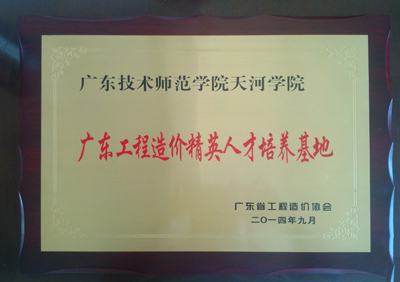 广东技术师范学院天河学院
广东工程造价精英人才培养基地
广东省工程造价协会
二〇一四年九月